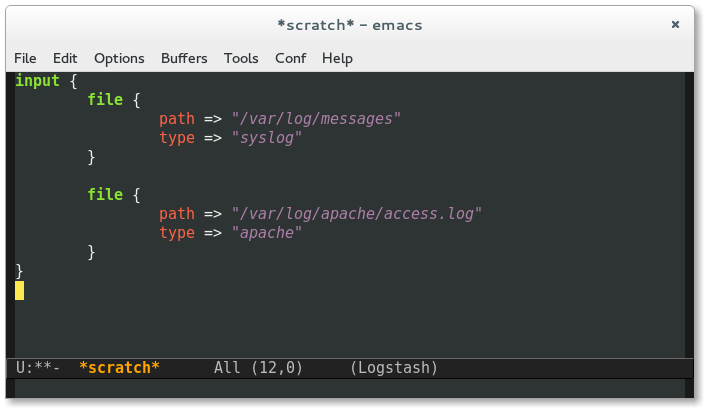 *scratch* – emacs ×
File Edit Options Buffers Tools Conf Help
input {
        file {
                path => "/var/log/messages"
                type => "syslog"
        }

        file {
                path => "/var/log/apache/access.log"
                type => "apache"
        }
}
U:**-  *scratch*      All (12,0)     (Logstash)